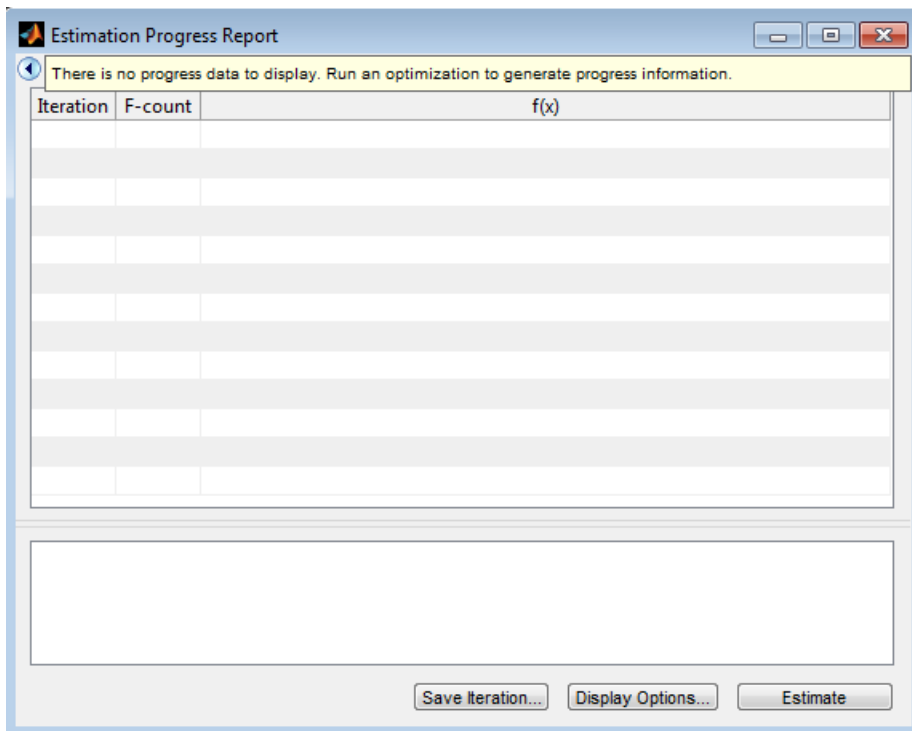 Estimation Progress Report
There is no progress data to display. Run an optimization to generate progress information.
Iteration F-count f(x)
Save Iteration... Display Options... Estimate